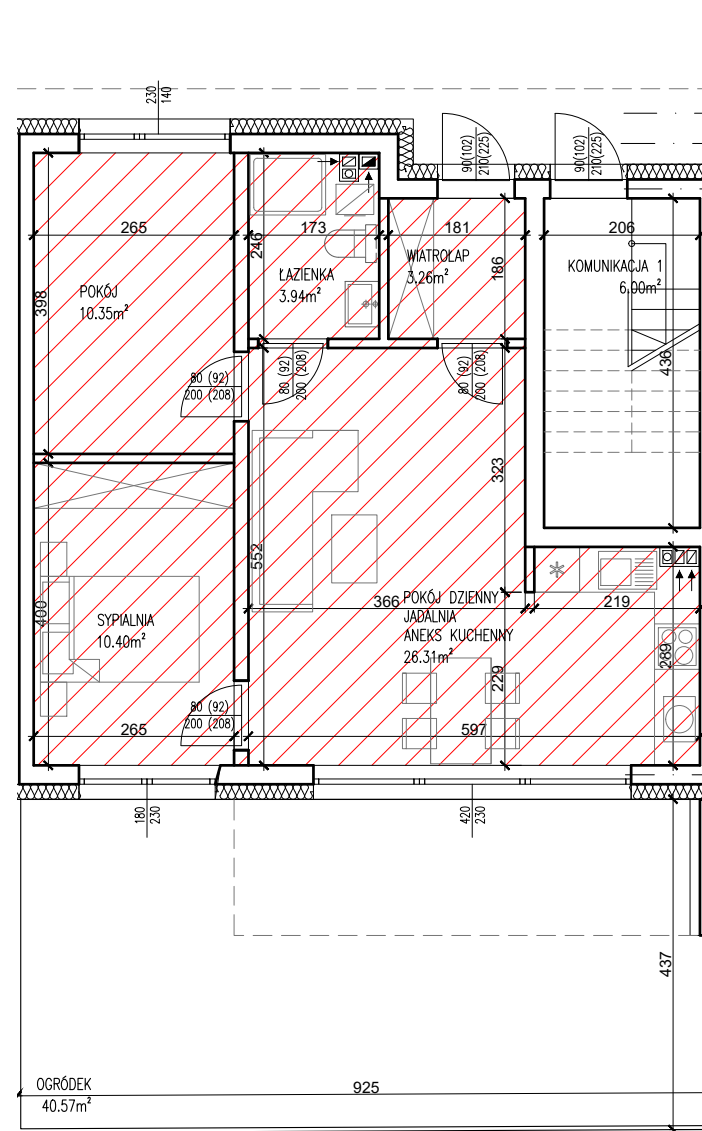 230
140
90(102)
210(225)
90(102)
210(225)
265
173
181
206
246
186
398
436
POKÓJ
10.35m²
ŁAZIENKA
3.94m²
WIATROŁAP
3.26m²
KOMUNIKACJA 1
6.00m²
80 (92)
200 (208)
80 (92)
200 (208)
80 (92)
200 (208)
323
552
400
366
219
289
229
SYPIALNIA
10.40m²
POKÓJ DZIENNY
JADALNIA
ANEKS KUCHENNY
26.31m²
80 (92)
200 (208)
265
597
180
230
420
230
437
OGRÓDEK
40.57m²
925